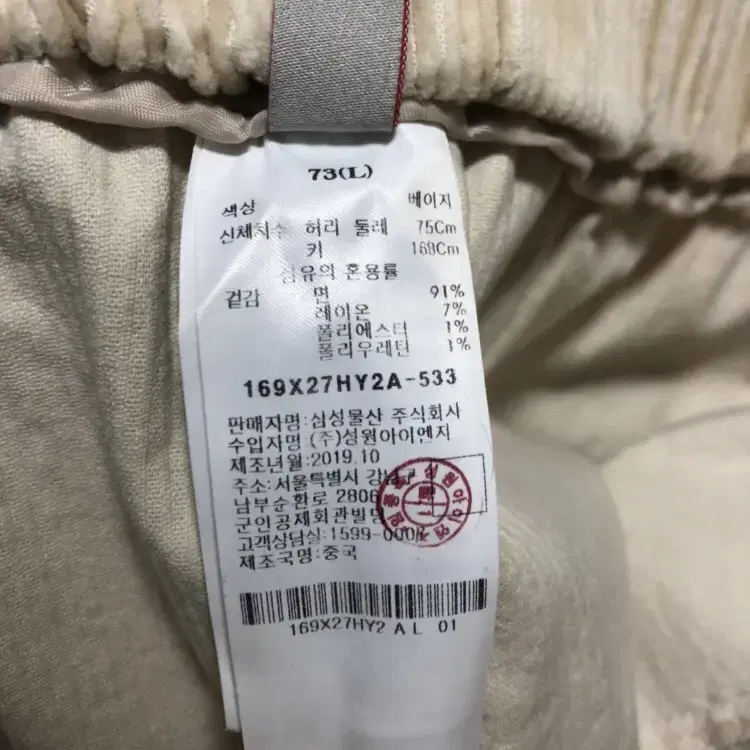 73(L)
색상 베이지
신체치수 허리 둘레 75Cm
키 168Cm
섬유의 혼용률
겉감 면 91%
레이온 7%
폴리에스터 1%
폴리우레틴 1%
169X27HY2A-533
판매자명:삼성물산 주식회사
수입자명:(주)성원아이엔지
제조년월:2019.10
주소:서울특별시 강남구
남부순환로 2806
군인공제회관빌딩
고객상담실:1599-000
제조국명:중국
169X27HY2 A L 01